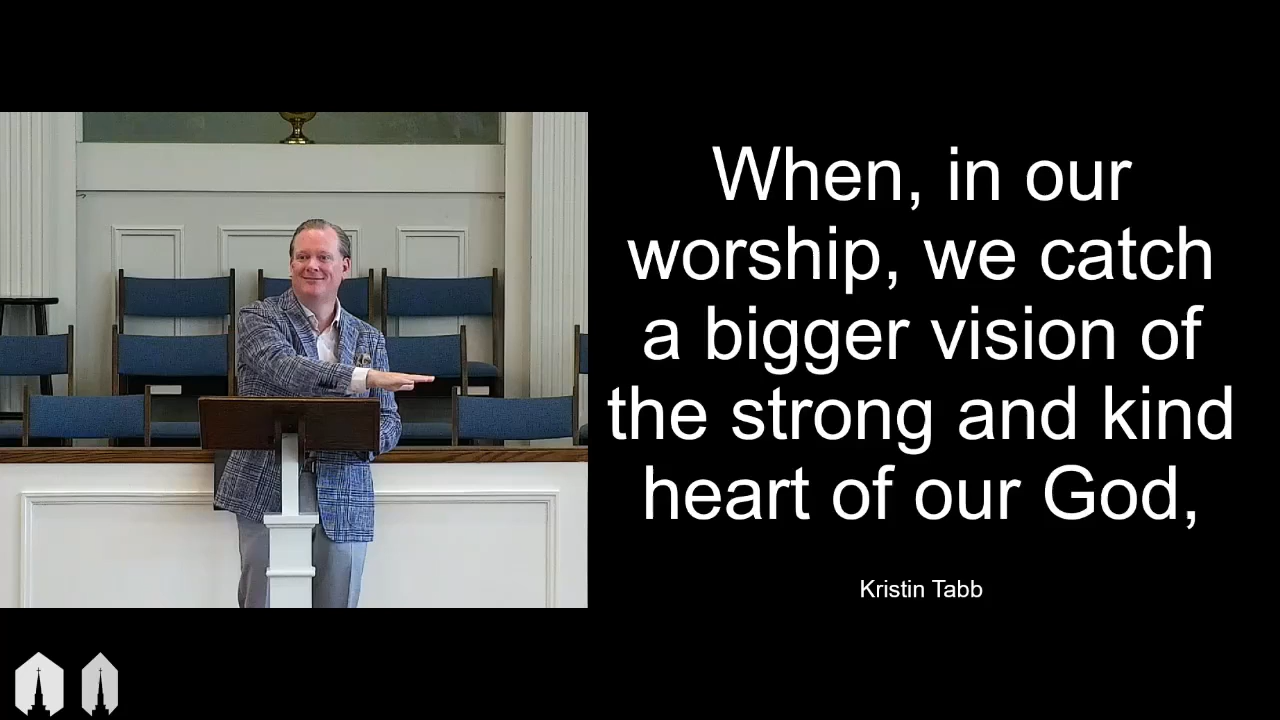 When, in our
worship, we catch
a bigger vision of
the strong and kind
heart of our God,
Kristin Tabb